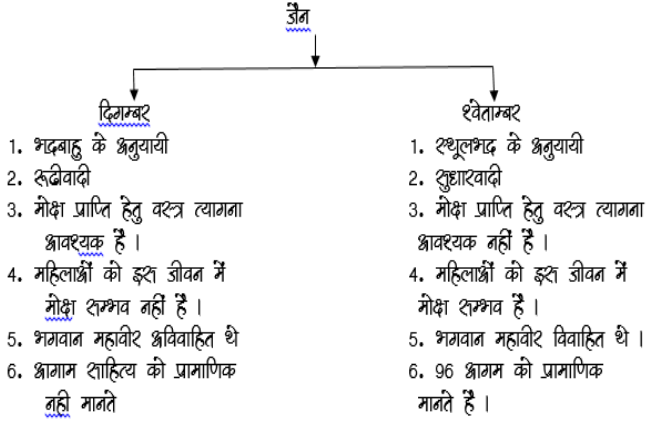 जैन
दिगम्बर
1. भद्रबाहु के अनुयायी
2. रूढीवादी
3. मोक्ष प्राप्ति हेतु वस्त्र त्यागना
आवश्यक है ।
4. महिलाओं को इस जीवन में
मोक्ष सम्भव नहीं है ।
5. भगवान महावीर अविवाहित थे
6. आगाम साहित्य को प्रामाणिक
नही मानते
श्वेताम्बर
1. स्थूलभद्र के अनुयायी
2. सुधारवादी
3. मोक्ष प्राप्ति हेतु वस्त्र त्यागना
आवश्यक नहीं है ।
4. महिलाओं को इस जीवन में
मोक्ष सम्भव है ।
5. भगवान महावीर विवाहित थे ।
6. 96 आगम को प्रामाणिक
मानते है ।